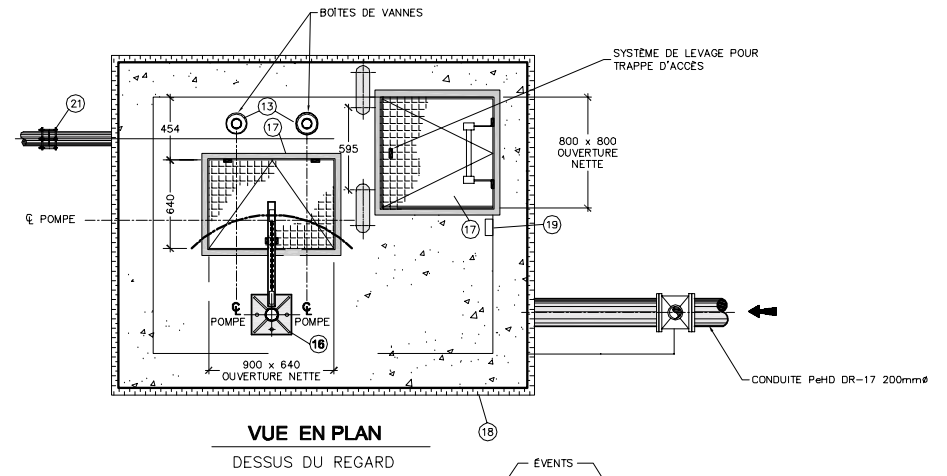 BOÎTES DE VANNES
SYSTÈME DE LEVAGE POUR
TRAPPE D'ACCÈS
21
13
17
454
595
800 x 800
OUVERTURE
NETTE
640
℄ POMPE
17
19
℄
POMPE
℄
POMPE
16
900 x 640
OUVERTURE NETTE
CONDUITE PeHD DR-17 200mmø
18
VUE EN PLAN
DESSUS DU REGARD
ÉVENTS